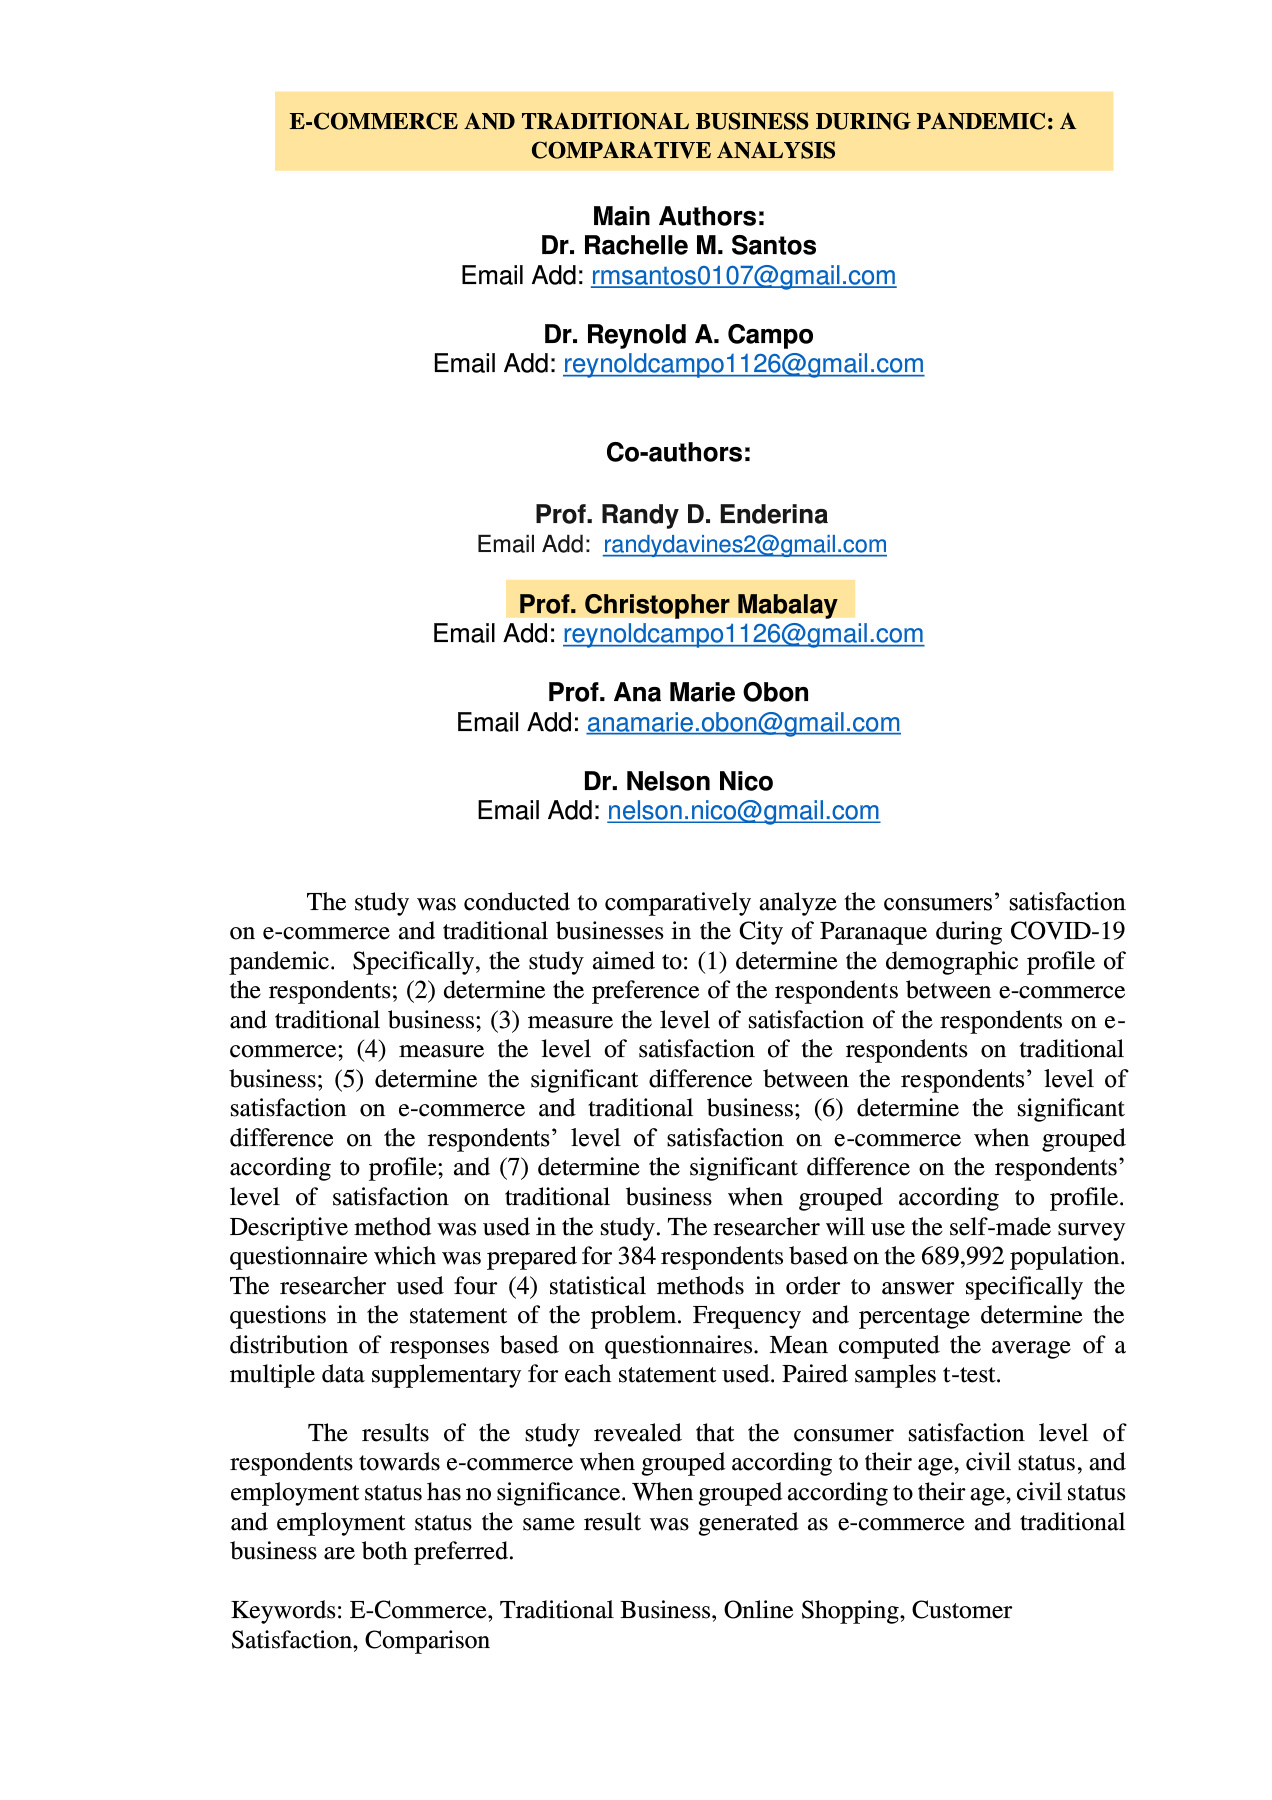 E-COMMERCE AND TRADITIONAL BUSINESS DURING PANDEMIC: A
COMPARATIVE ANALYSIS
Main Authors:
Dr. Rachelle M. Santos
Email Add: rmsantos0107@gmail.com
Dr. Reynold A. Campo
Email Add: reynoldcampo1126@gmail.com
Co-authors:
Prof. Randy D. Enderina
Email Add: randydavines2@gmail.com
Prof. Christopher Mabalay
Email Add: reynoldcampo1126@gmail.com
Prof. Ana Marie Obon
Email Add: anamarie.obon@gmail.com
Dr. Nelson Nico
Email Add: nelson.nico@gmail.com
The study was conducted to comparatively analyze the consumers’ satisfaction
on e-commerce and traditional businesses in the City of Paranaque during COVID-19
pandemic. Specifically, the study aimed to: (1) determine the demographic profile of
the respondents; (2) determine the preference of the respondents between e-commerce
and traditional business; (3) measure the level of satisfaction of the respondents on e-
commerce; (4) measure the level of satisfaction of the respondents on traditional
business; (5) determine the significant difference between the respondents’ level of
satisfaction on e-commerce and traditional business; (6) determine the significant
difference on the respondents’ level of satisfaction on e-commerce when grouped
according to profile; and (7) determine the significant difference on the respondents’
level of satisfaction on traditional business when grouped according to profile.
Descriptive method was used in the study. The researcher will use the self-made survey
questionnaire which was prepared for 384 respondents based on the 689,992 population.
The researcher used four (4) statistical methods in order to answer specifically the
questions in the statement of the problem. Frequency and percentage determine the
distribution of responses based on questionnaires. Mean computed the average of a
multiple data supplementary for each statement used. Paired samples t-test.
The results of the study revealed that the consumer satisfaction level of
respondents towards e-commerce when grouped according to their age, civil status, and
employment status has no significance. When grouped according to their age, civil status
and employment status the same result was generated as e-commerce and traditional
business are both preferred.
Keywords: E-Commerce, Traditional Business, Online Shopping, Customer
Satisfaction, Comparison